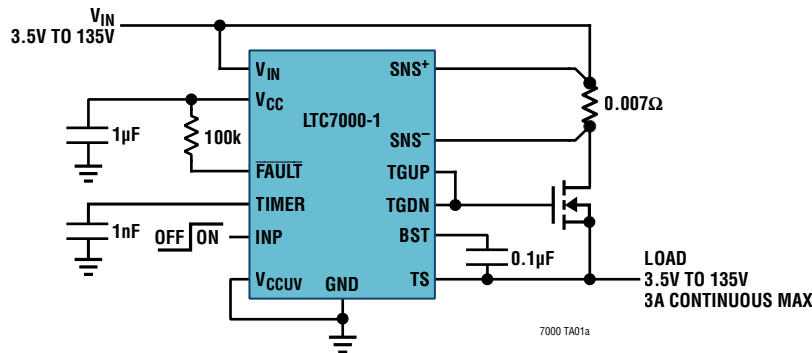 VIN
3.5V TO 135V
VIN
SNS+
VCC
LTC7000-1
0.007Ω
1µF
100k
SNS–
FAULT
TGUP
TIMER
TGDN
1nF
OFF ON
INP
BST
0.1µF
VCCUV
GND
TS
LOAD
3.5V TO 135V
3A CONTINUOUS MAX
7000 TA01a